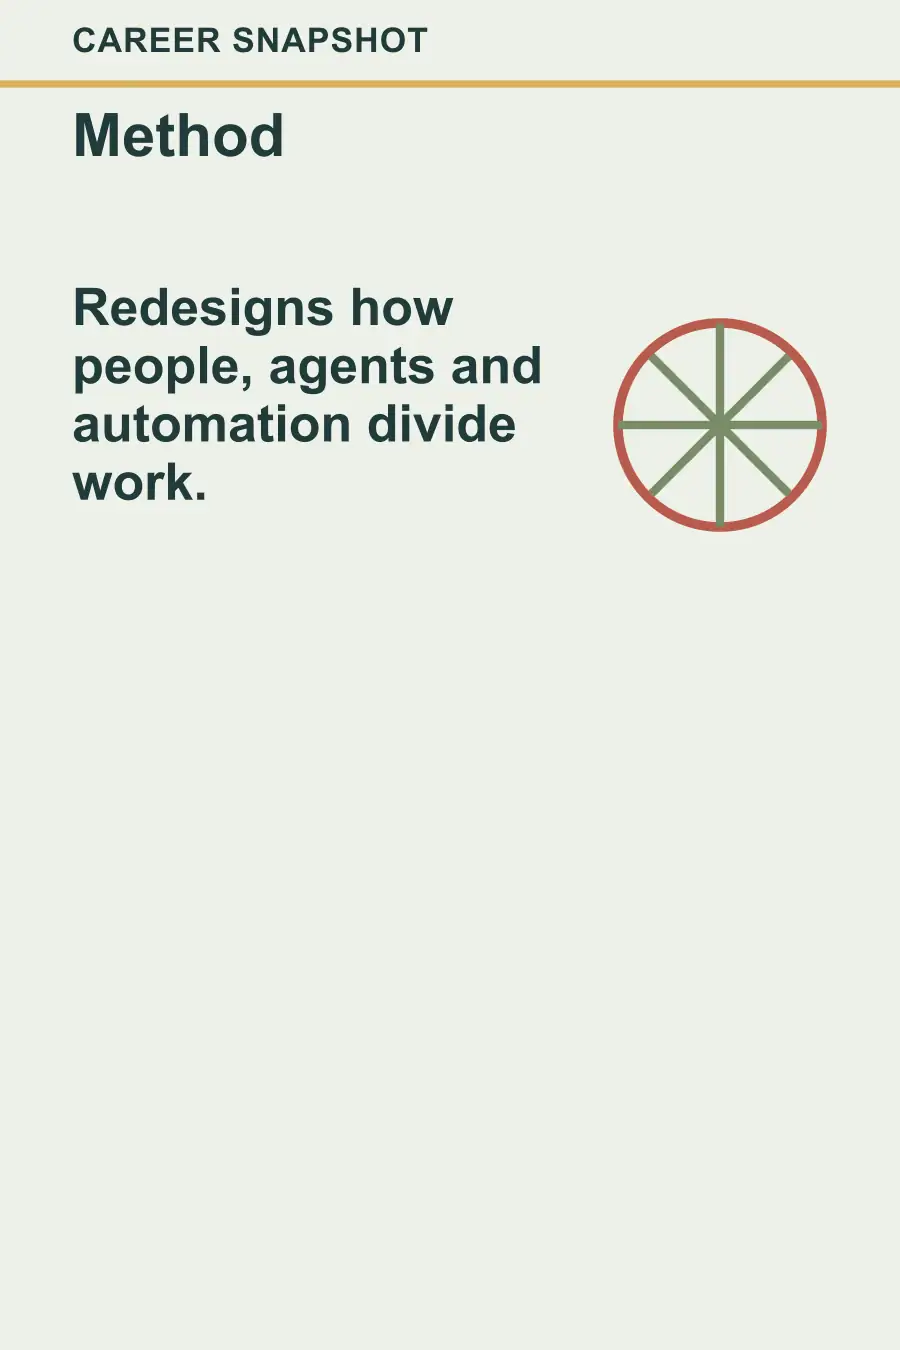 CAREER SNAPSHOT
Method
Redesigns how
people, agents and
automation divide
work.